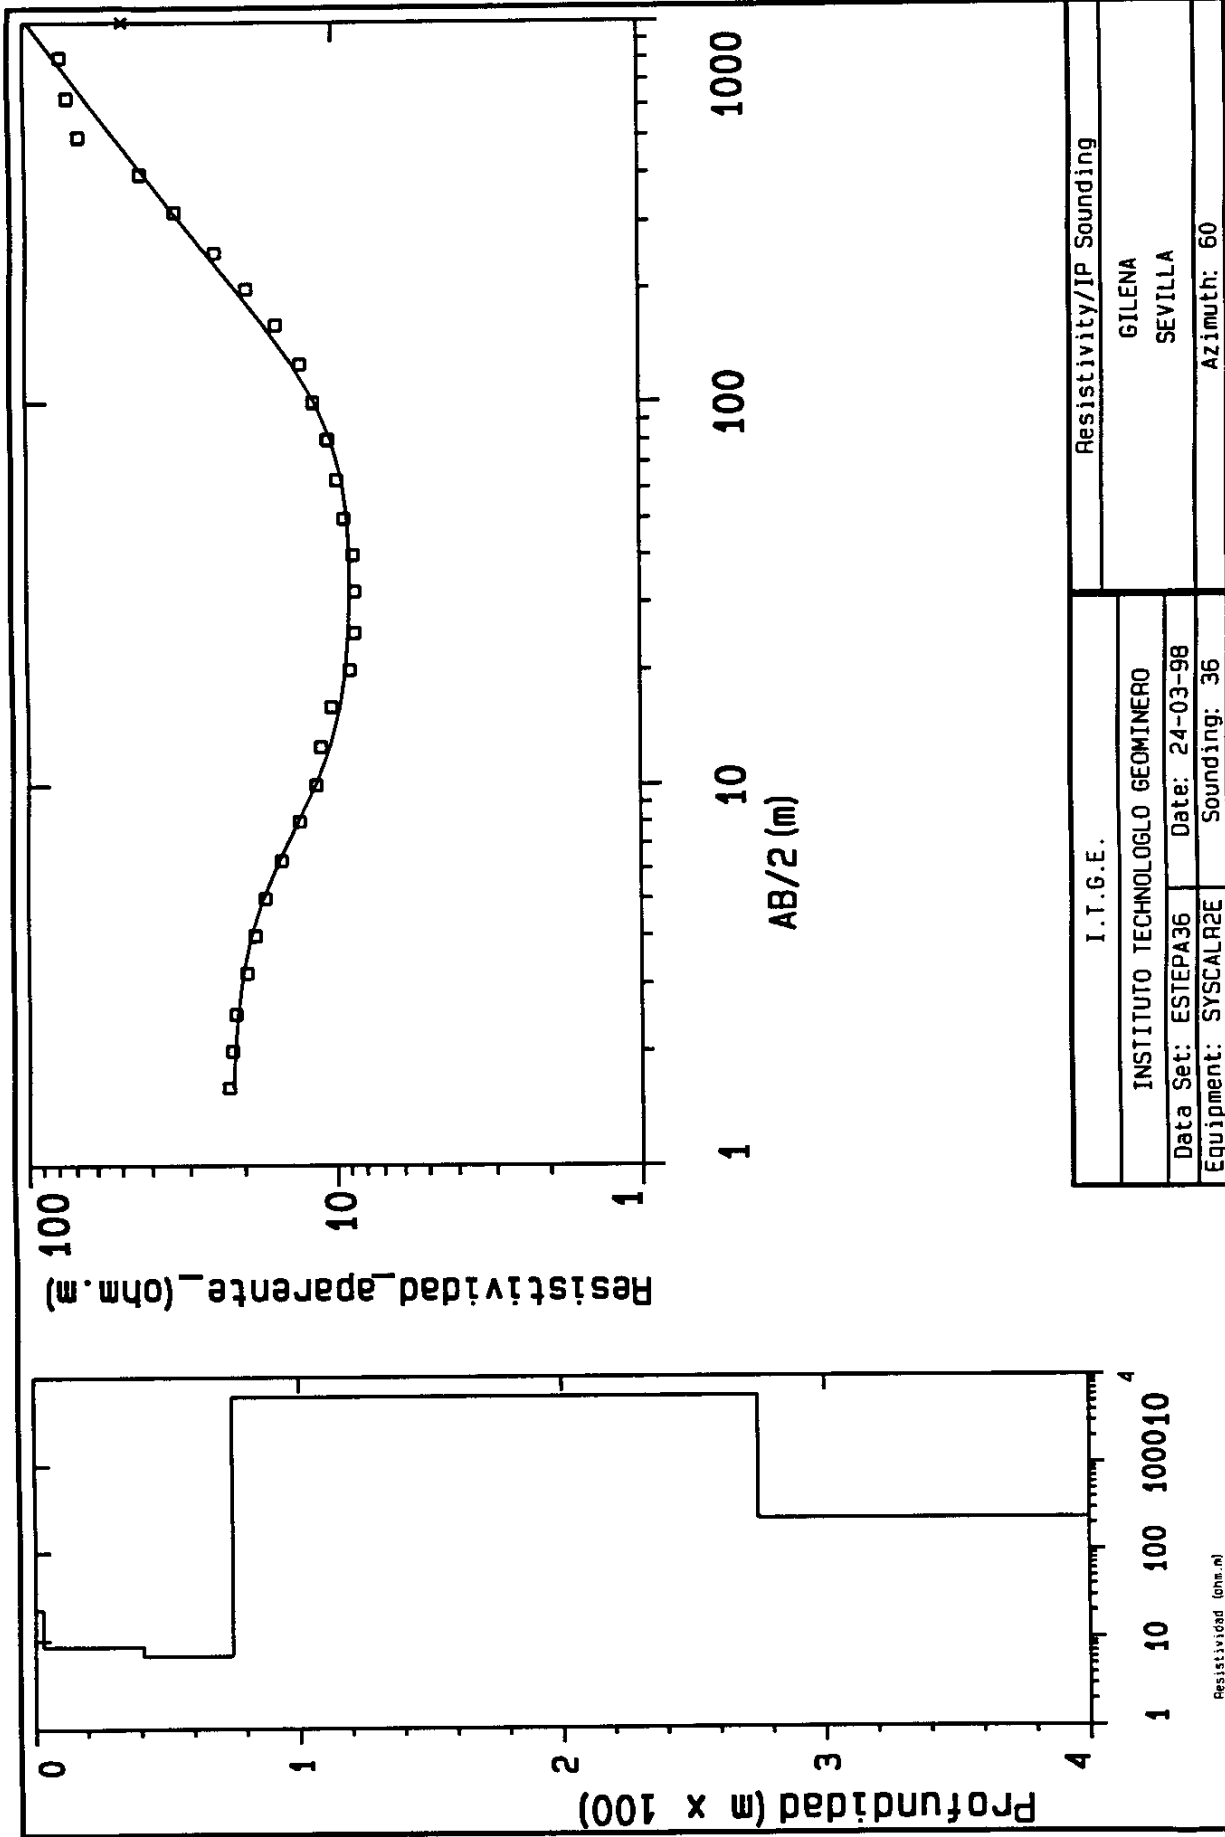 Resistividad_aparente_(ohm.m)
100
10
1
1
10
100
1000
AB/2 (m)
Profundidad (m x 100)
0
1
2
3
4
1
10
100
1000
10
4
Resistividad (ohm.m)
I.T.G.E.
INSTITUTO TECHNOLOGLO GEOMINERO
Data Set: ESTEPA36
Date: 24-03-98
Equipment: SYSCALR2E
Sounding: 36
Resistivity/IP Sounding
GILENA
SEVILLA
Azimuth: 60